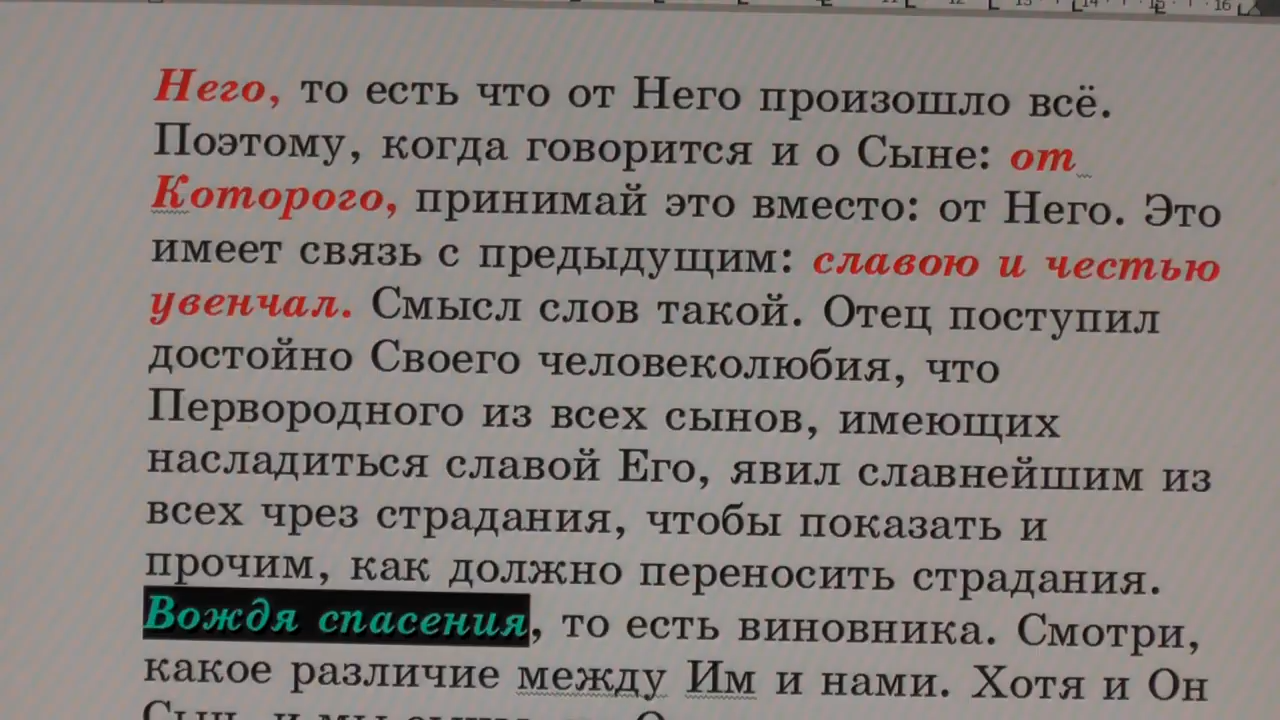 Него, то есть что от Него произошло всё.
Поэтому, когда говорится и о Сыне: от
Которого, принимай это вместо: от Него. Это
имеет связь с предыдущим: славою и честью
увенчал. Смысл слов такой. Отец поступил
достойно Своего человеколюбия, что
Первородного из всех сынов, имеющих
насладиться славой Его, явил славнейшим из
всех чрез страдания, чтобы показать и
прочим, как должно переносить страдания.
Вождя спасения, то есть виновника. Смотри,
какое различие между Им и нами. Хотя и Он